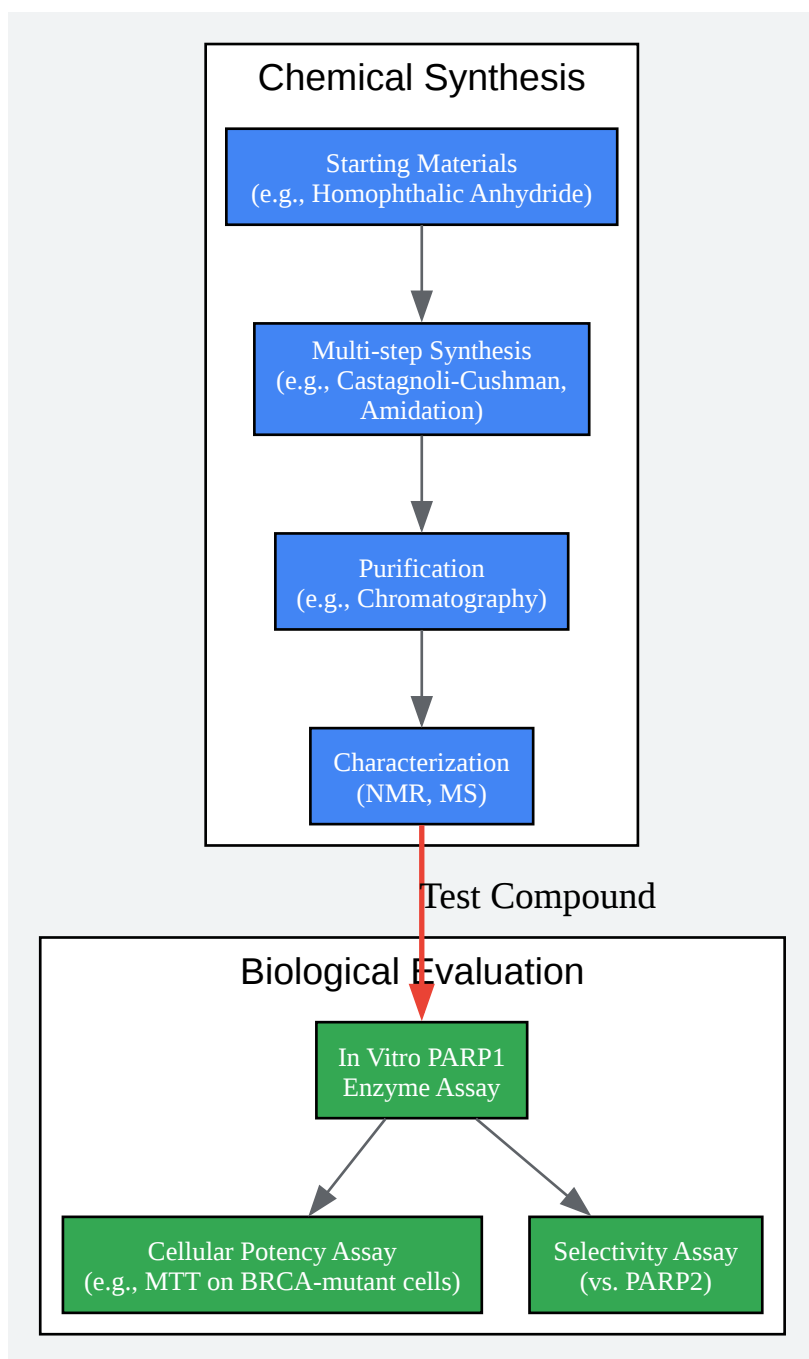 Chemical Synthesis
Starting Materials
(e.g., Homophthalic Anhydride)
Multi-step Synthesis
(e.g., Castagnoli-Cushman,
Amidation)
Purification
(e.g., Chromatography)
Characterization
(NMR, MS)
Test Compound
Biological Evaluation
In Vitro PARP1
Enzyme Assay
Cellular Potency Assay
(e.g., MTT on BRCA-mutant cells)
Selectivity Assay
(vs. PARP2)